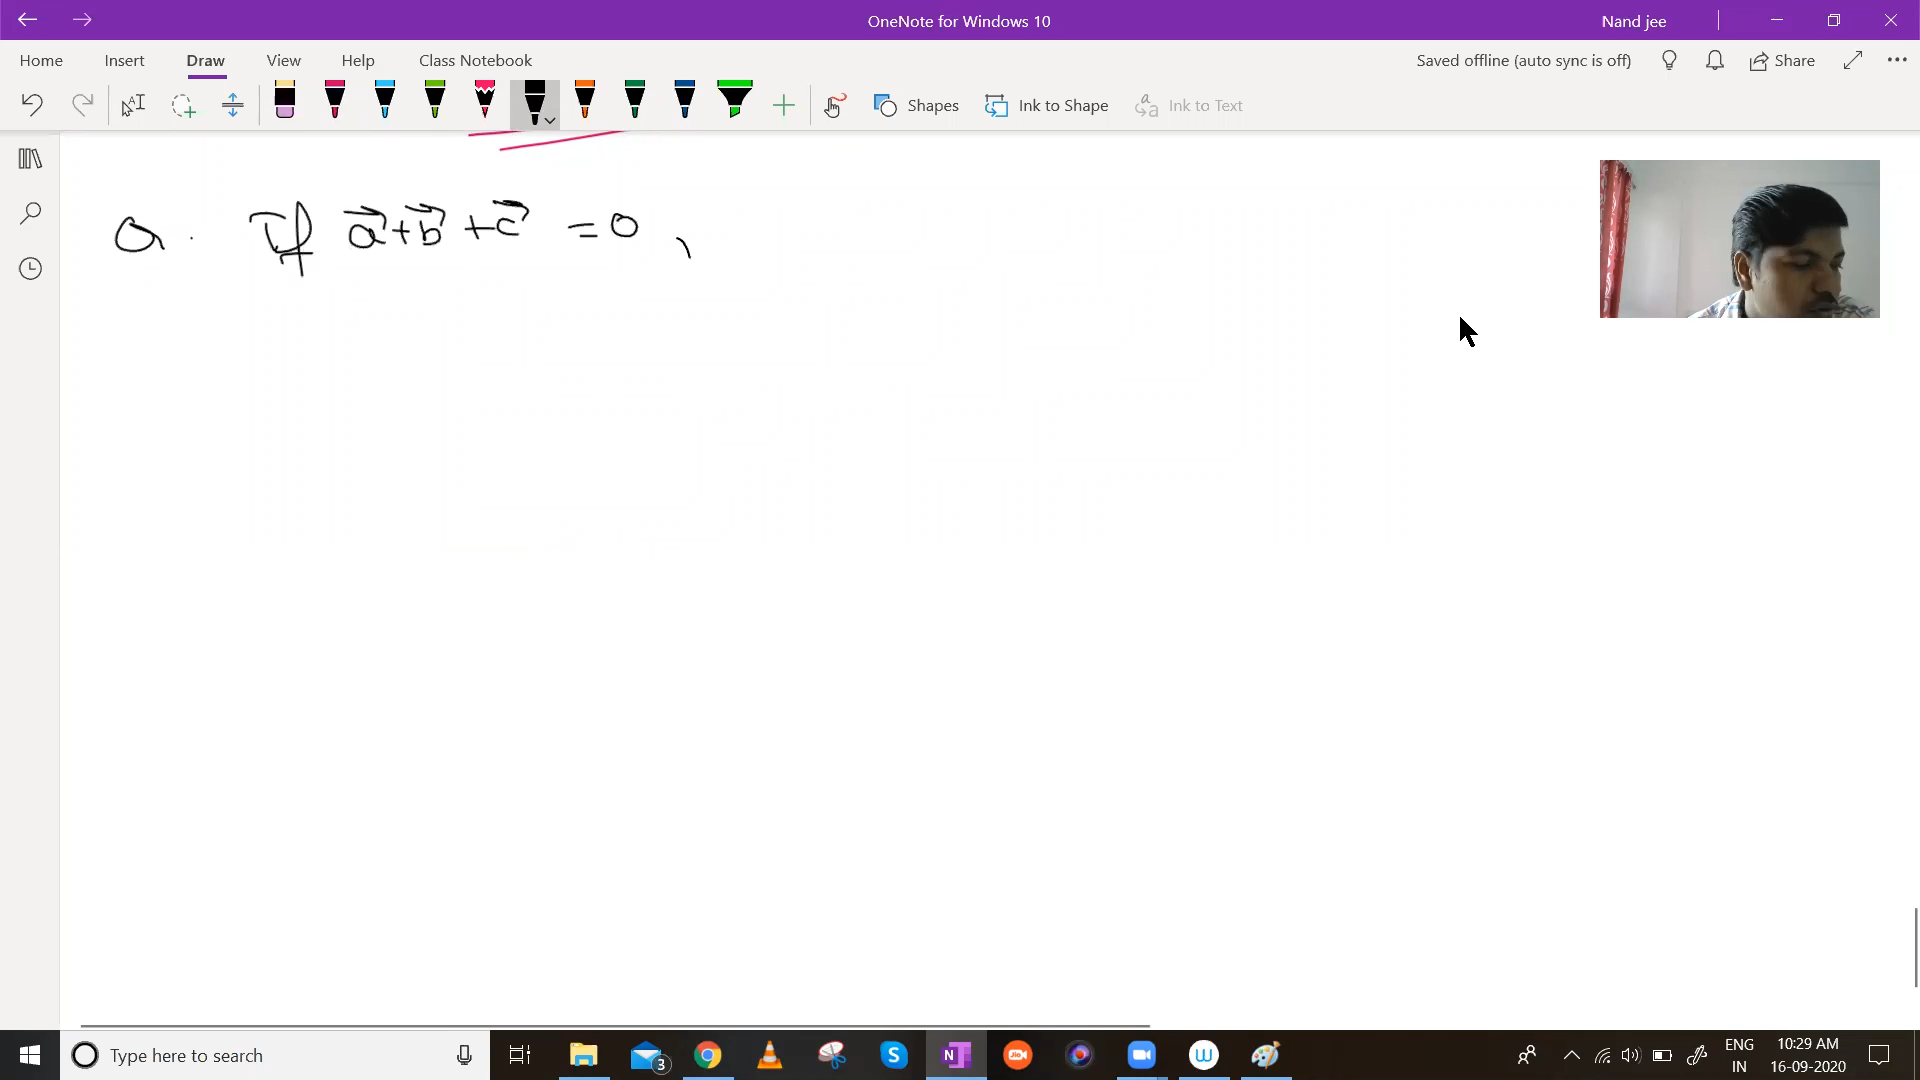 OneNote for Windows 10
Nand jee
Home Insert Draw View Help Class Notebook
Saved offline (auto sync is off) Share
Shapes Ink to Shape Ink to Text
Q. If a⃗+b⃗+c⃗ =0,
Type here to search
3
ENG
IN
10:29 AM
16-09-2020